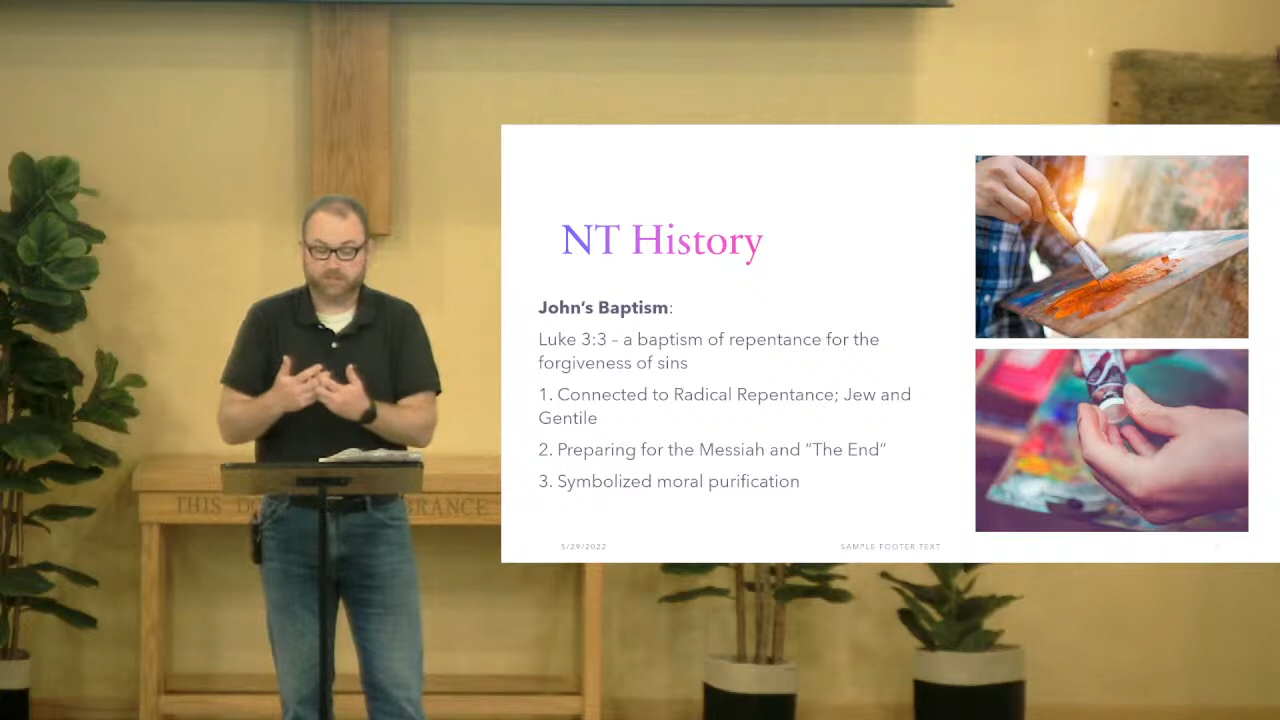 NT History
John's Baptism:
Luke 3:3 – a baptism of repentance for the
forgiveness of sins
1. Connected to Radical Repentance; Jew and
Gentile
2. Preparing for the Messiah and "The End"
3. Symbolized moral purification
5/29/2022
SAMPLE FOOTER TEXT
THIS